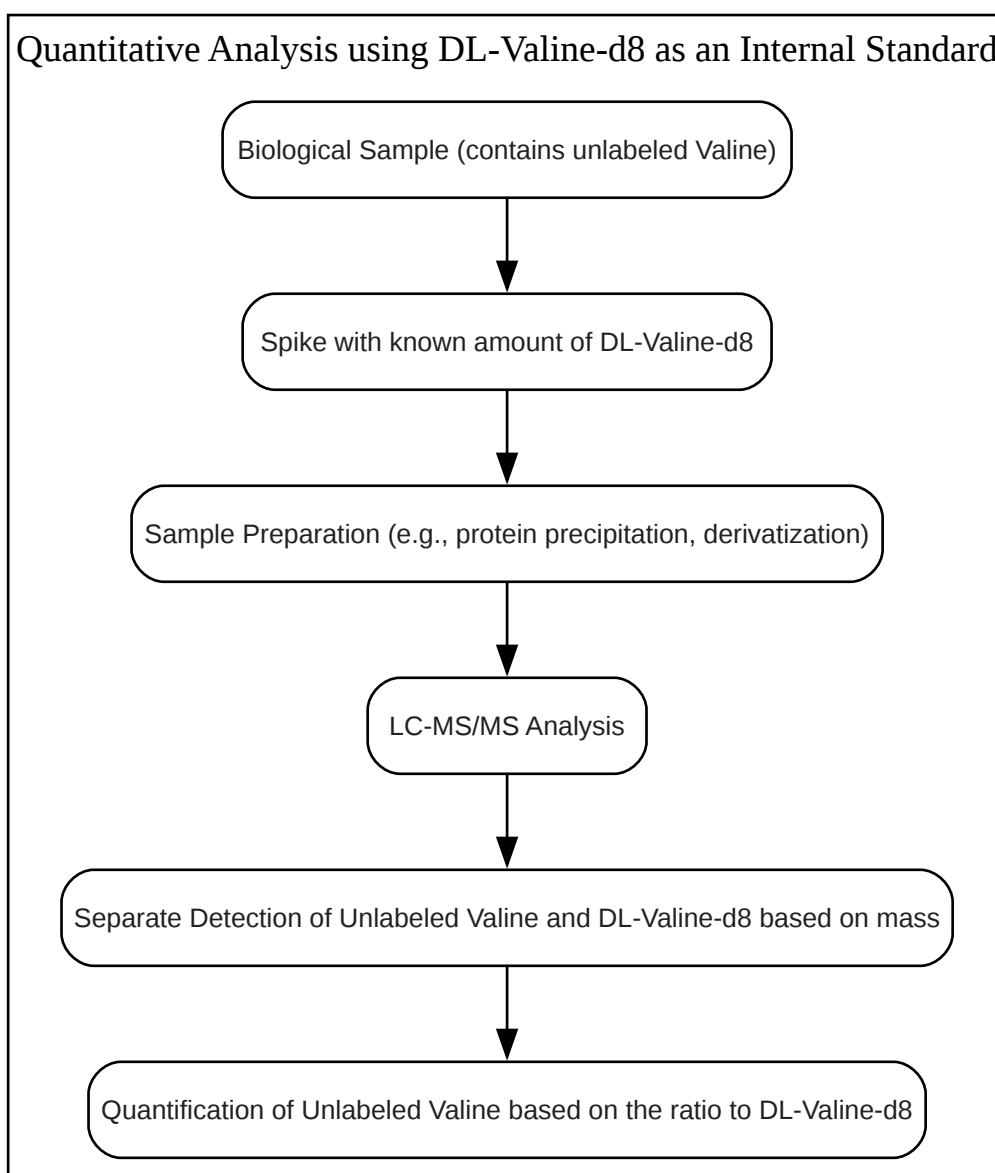 Quantitative Analysis using DL-Valine-d8 as an Internal Standard
Biological Sample (contains unlabeled Valine)
Spike with known amount of DL-Valine-d8
Sample Preparation (e.g., protein precipitation, derivatization)
LC-MS/MS Analysis
Separate Detection of Unlabeled Valine and DL-Valine-d8 based on mass
Quantification of Unlabeled Valine based on the ratio to DL-Valine-d8